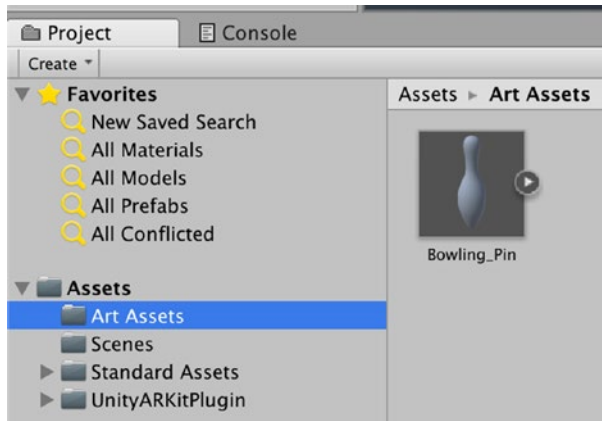 Project
Console
Create
Favorites
New Saved Search
All Materials
All Models
All Prefabs
All Conflicted
Assets
Art Assets
Scenes
Standard Assets
UnityARKitPlugin
Assets ▸ Art Assets
Bowling_Pin